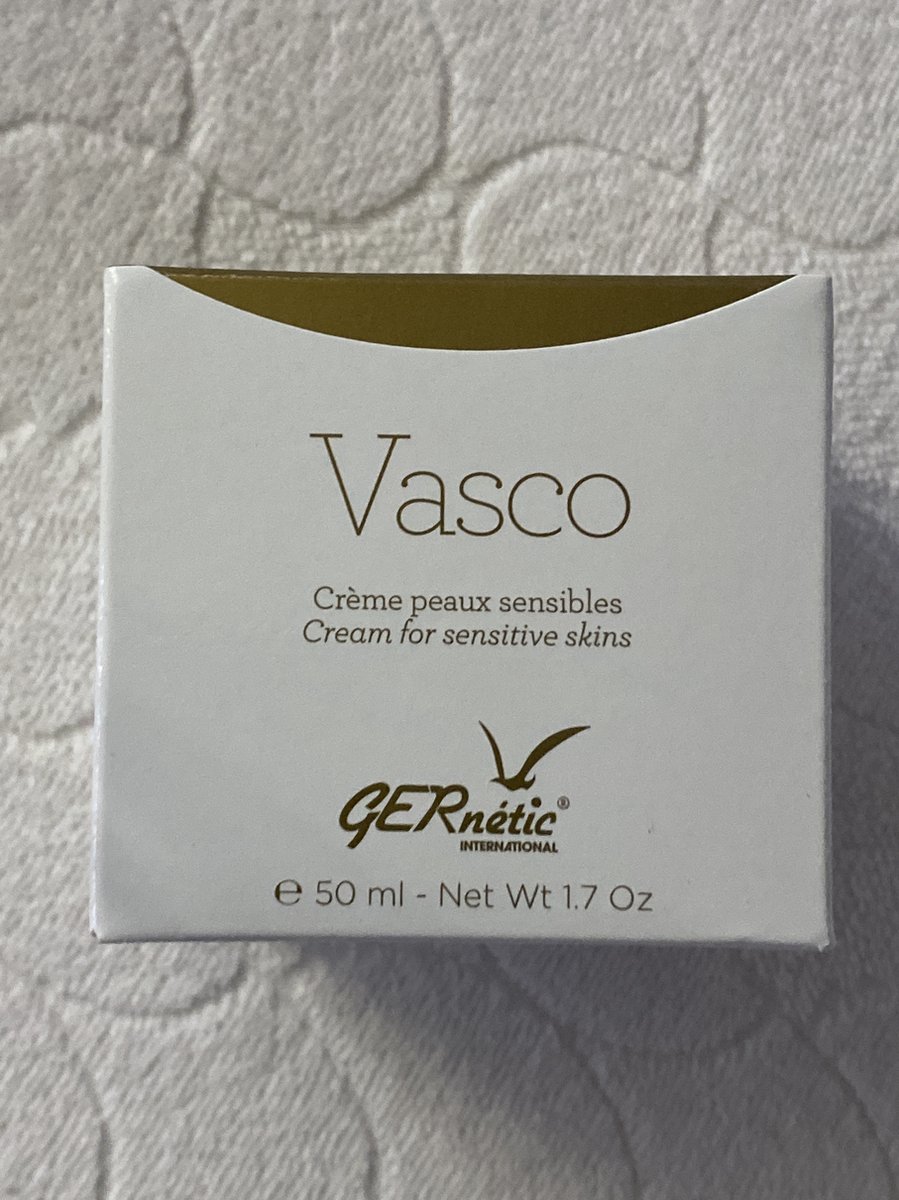 Vasco
Crème peaux sensibles
Cream for sensitive skins
GERnétic®
INTERNATIONAL
℮ 50 ml - Net Wt 1.7 Oz